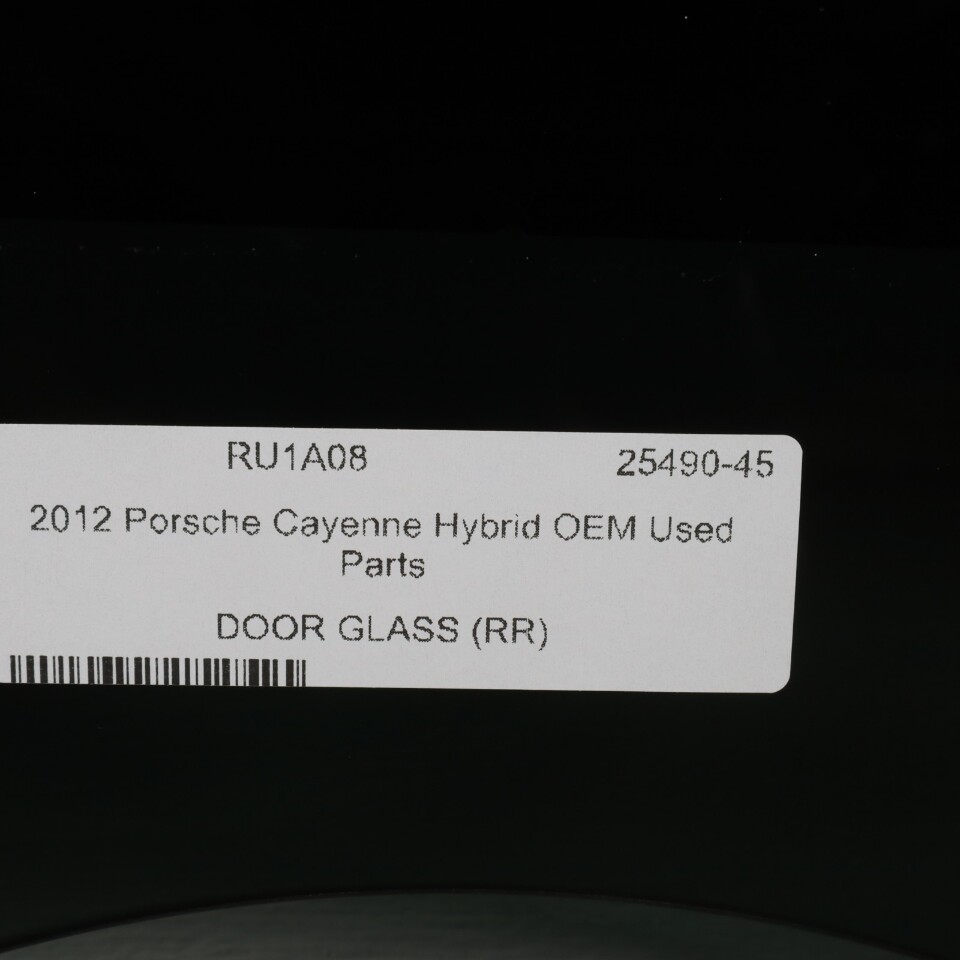 RU1A08 25490-45
2012 Porsche Cayenne Hybrid OEM Used
Parts
DOOR GLASS (RR)